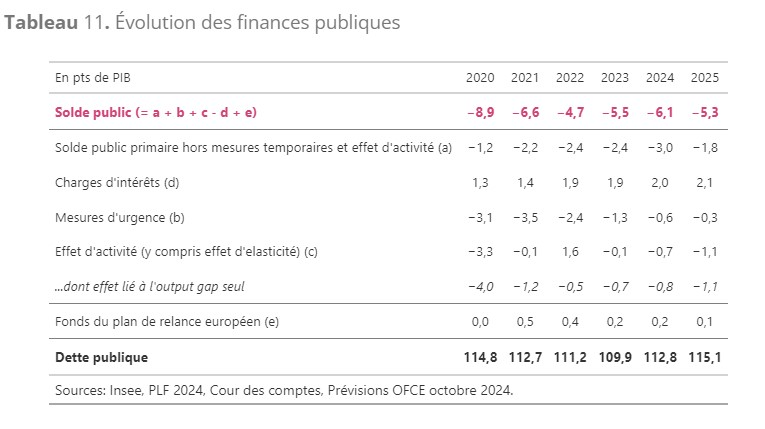 Tableau 11. Évolution des finances publiques
En pts de PIB 2020 2021 2022 2023 2024 2025
Solde public (= a + b + c - d + e) −8,9 −6,6 −4,7 −5,5 −6,1 −5,3
Solde public primaire hors mesures temporaires et effet d'activité (a) −1,2 −2,2 −2,4 −2,4 −3,0 −1,8
Charges d'intérêts (d) 1,3 1,4 1,9 1,9 2,0 2,1
Mesures d'urgence (b) −3,1 −3,5 −2,4 −1,3 −0,6 −0,3
Effet d'activité (y compris effet d'elasticité) (c) −3,3 −0,1 1,6 −0,1 −0,7 −1,1
...dont effet lié à l'output gap seul −4,0 −1,2 −0,5 −0,7 −0,8 −1,1
Fonds du plan de relance européen (e) 0,0 0,5 0,4 0,2 0,2 0,1
Dette publique 114,8 112,7 111,2 109,9 112,8 115,1
Sources: Insee, PLF 2024, Cour des comptes, Prévisions OFCE octobre 2024.